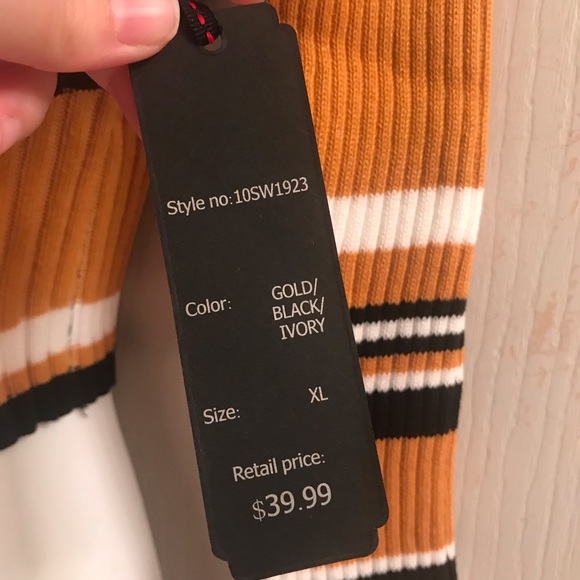 Style no:10SW1923
Color: GOLD/
BLACK/
IVORY
Size: XL
Retail price:
$39.99